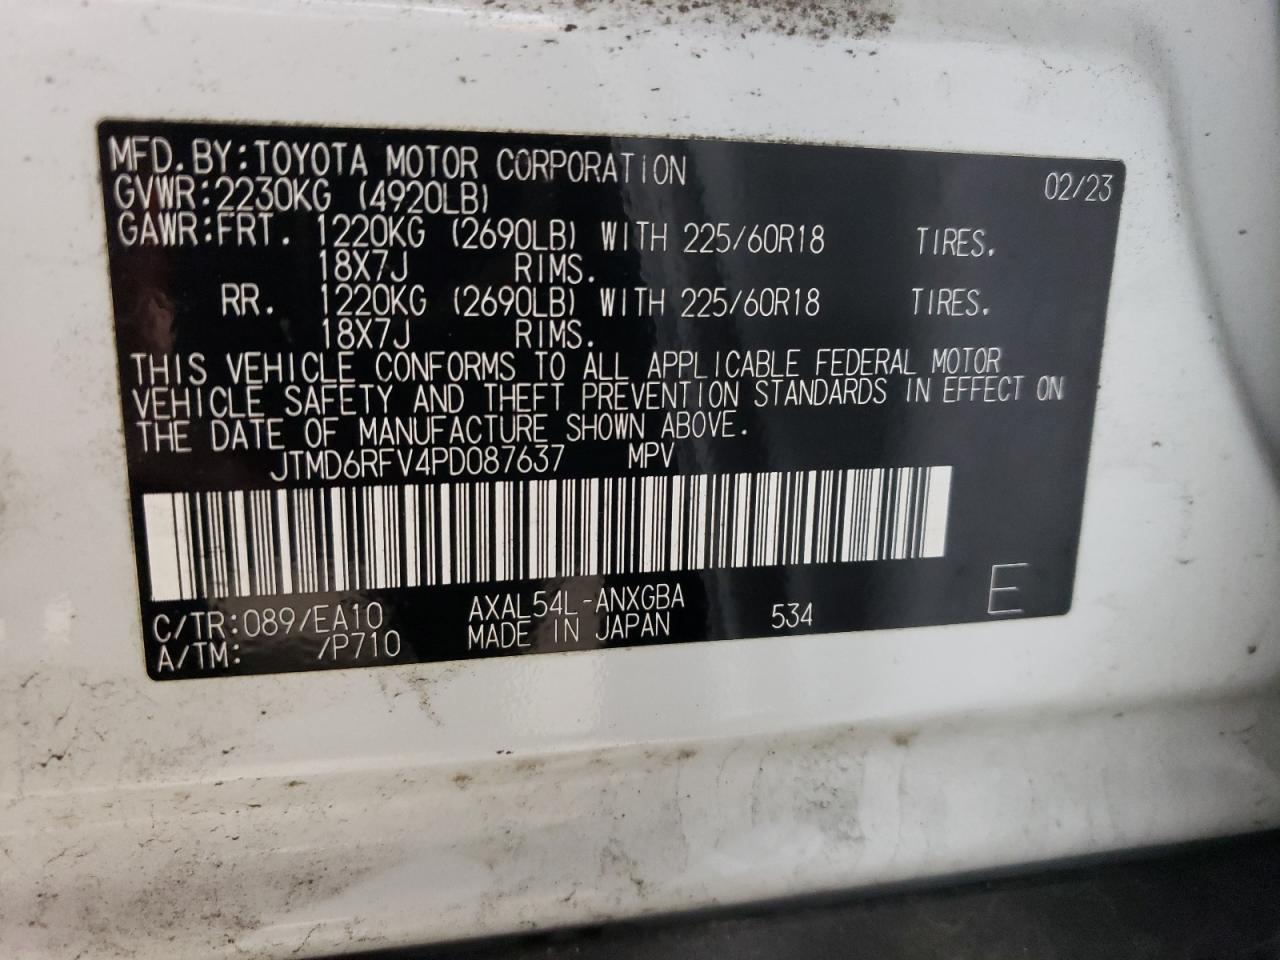 MFD.BY:TOYOTA MOTOR CORPORATION 02/23
GVWR:2230KG (4920LB)
GAWR:FRT. 1220KG (2690LB) WITH 225/60R18 TIRES.
18X7J RIMS.
RR. 1220KG (2690LB) WITH 225/60R18 TIRES.
18X7J RIMS.
THIS VEHICLE CONFORMS TO ALL APPLICABLE FEDERAL MOTOR
VEHICLE SAFETY AND THEFT PREVENTION STANDARDS IN EFFECT ON
THE DATE OF MANUFACTURE SHOWN ABOVE.
JTMD6RFV4PD087637 MPV
C/TR:089/EA10 AXAL54L-ANXGBA 534 E
A/TM: /P710 MADE IN JAPAN